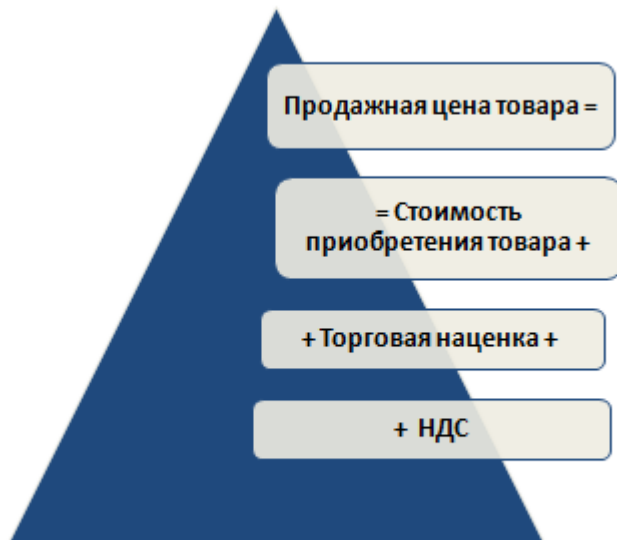 Продажная цена товара =
= Стоимость
приобретения товара +
+ Торговая наценка +
+ НДС